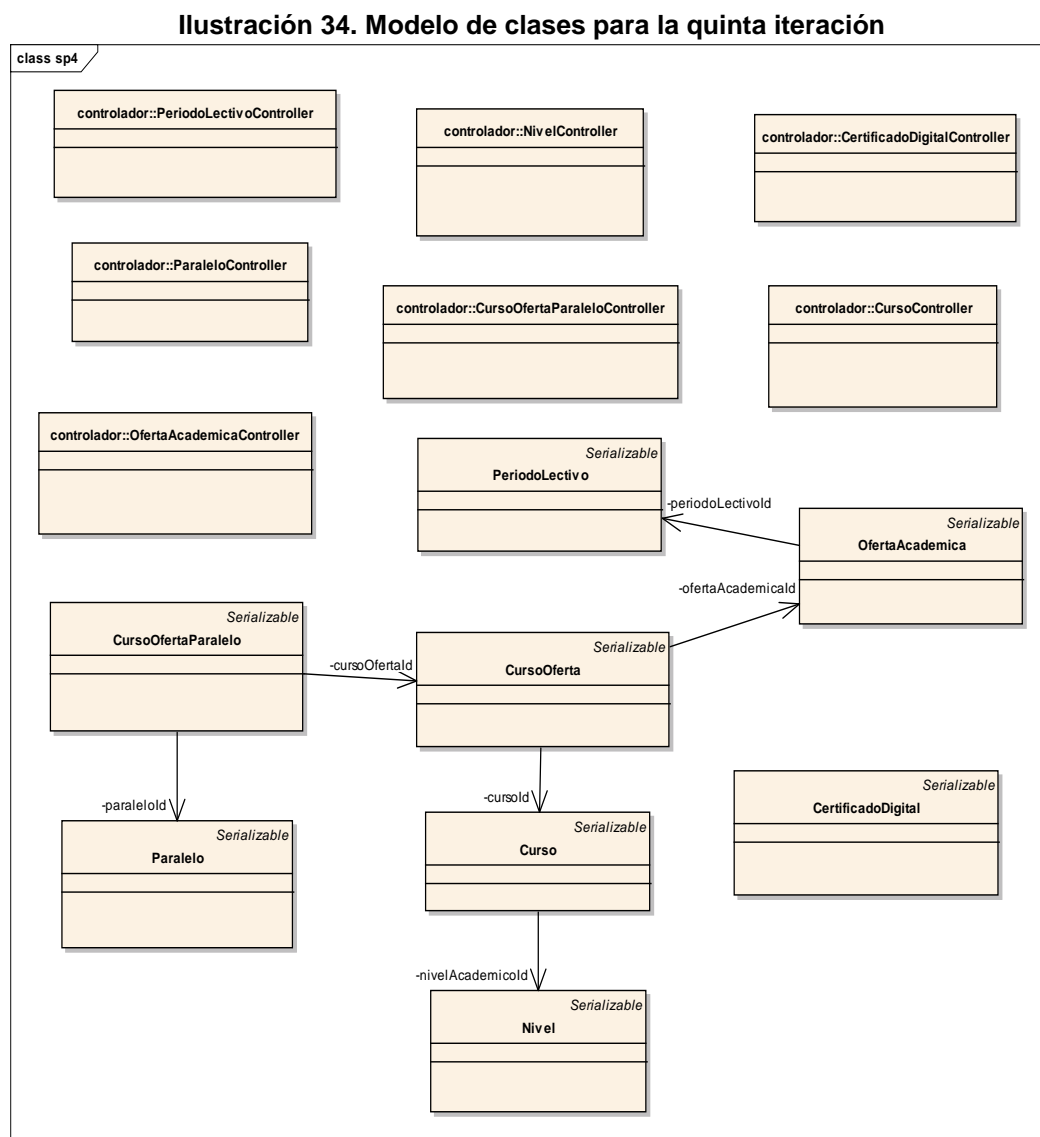 Ilustración 34. Modelo de clases para la quinta iteración
class sp4
controlador::PeriodoLectivoController
controlador::NivelController
controlador::CertificadoDigitalController
controlador::ParaleloController
controlador::CursoOfertaParaleloController
controlador::CursoController
controlador::OfertaAcademicaController
Serializable
PeriodoLectivo
-periodoLectivoId
Serializable
OfertaAcademica
-ofertaAcademicaId
Serializable
CursoOfertaParalelo
-cursoOfertaId
Serializable
CursoOferta
-paraleloId
-cursoId
Serializable
CertificadoDigital
Serializable
Paralelo
Serializable
Curso
-nivelAcademicoId
Serializable
Nivel